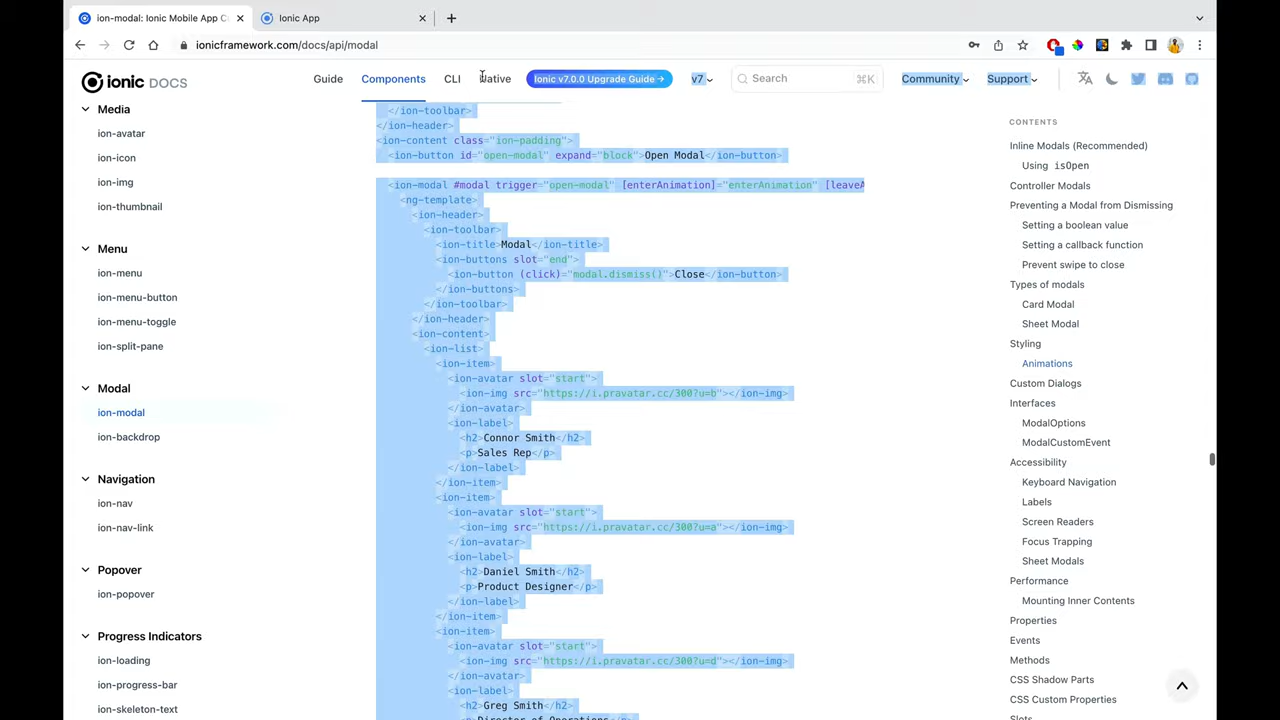 ion-modal: Ionic Mobile App C
Ionic App
ionicframework.com/docs/api/modal
ionic DOCS
Guide
Components
CLI
Native
Ionic v7.0.0 Upgrade Guide →
v7
Search
⌘K
Community
Support
Media
ion-avatar
ion-icon
ion-img
ion-thumbnail
Menu
ion-menu
ion-menu-button
ion-menu-toggle
ion-split-pane
Modal
ion-modal
ion-backdrop
Navigation
ion-nav
ion-nav-link
Popover
ion-popover
Progress Indicators
ion-loading
ion-progress-bar
ion-skeleton-text
</ion-toolbar>
</ion-header>
<ion-content class="ion-padding">
<ion-button id="open-modal" expand="block">Open Modal</ion-button>
<ion-modal #modal trigger="open-modal" [enterAnimation]="enterAnimation" [leaveA
<ng-template>
<ion-header>
<ion-toolbar>
<ion-title>Modal</ion-title>
<ion-buttons slot="end">
<ion-button (click)="modal.dismiss()">Close</ion-button>
</ion-buttons>
</ion-toolbar>
</ion-header>
<ion-content>
<ion-list>
<ion-item>
<ion-avatar slot="start">
<ion-img src="https://i.pravatar.cc/300?u=b"></ion-img>
</ion-avatar>
<ion-label>
<h2>Connor Smith</h2>
<p>Sales Rep</p>
</ion-label>
</ion-item>
<ion-item>
<ion-avatar slot="start">
<ion-img src="https://i.pravatar.cc/300?u=a"></ion-img>
</ion-avatar>
<ion-label>
<h2>Daniel Smith</h2>
<p>Product Designer</p>
</ion-label>
</ion-item>
<ion-item>
<ion-avatar slot="start">
<ion-img src="https://i.pravatar.cc/300?u=d"></ion-img>
</ion-avatar>
<ion-label>
<h2>Greg Smith</h2>
<p>Director of Operations</p>
CONTENTS
Inline Modals (Recommended)
Using isOpen
Controller Modals
Preventing a Modal from Dismissing
Setting a boolean value
Setting a callback function
Prevent swipe to close
Types of modals
Card Modal
Sheet Modal
Styling
Animations
Custom Dialogs
Interfaces
ModalOptions
ModalCustomEvent
Accessibility
Keyboard Navigation
Labels
Screen Readers
Focus Trapping
Sheet Modals
Performance
Mounting Inner Contents
Properties
Events
Methods
CSS Shadow Parts
CSS Custom Properties
Slots